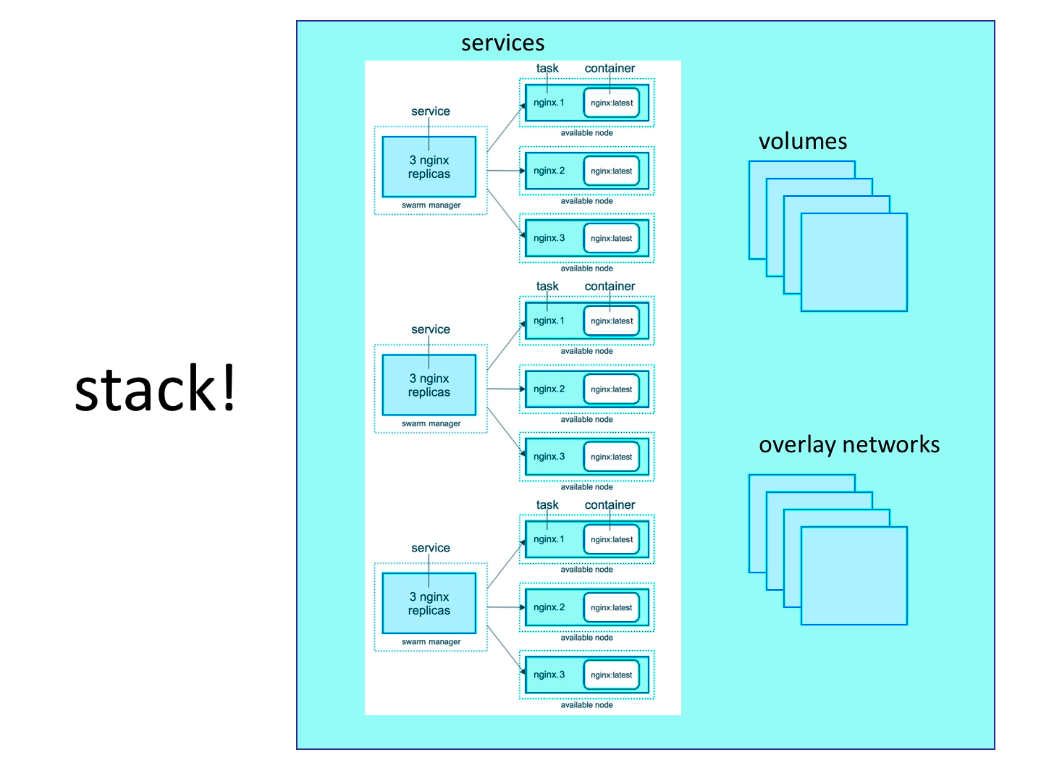 stack!
services
task container
nginx.1 nginx:latest
available node
service
3 nginx
replicas
swarm manager
nginx.2 nginx:latest
available node
nginx.3 nginx:latest
available node
task container
nginx.1 nginx:latest
available node
service
3 nginx
replicas
swarm manager
nginx.2 nginx:latest
available node
nginx.3 nginx:latest
available node
task container
nginx.1 nginx:latest
available node
service
3 nginx
replicas
swarm manager
nginx.2 nginx:latest
available node
nginx.3 nginx:latest
available node
volumes
overlay networks